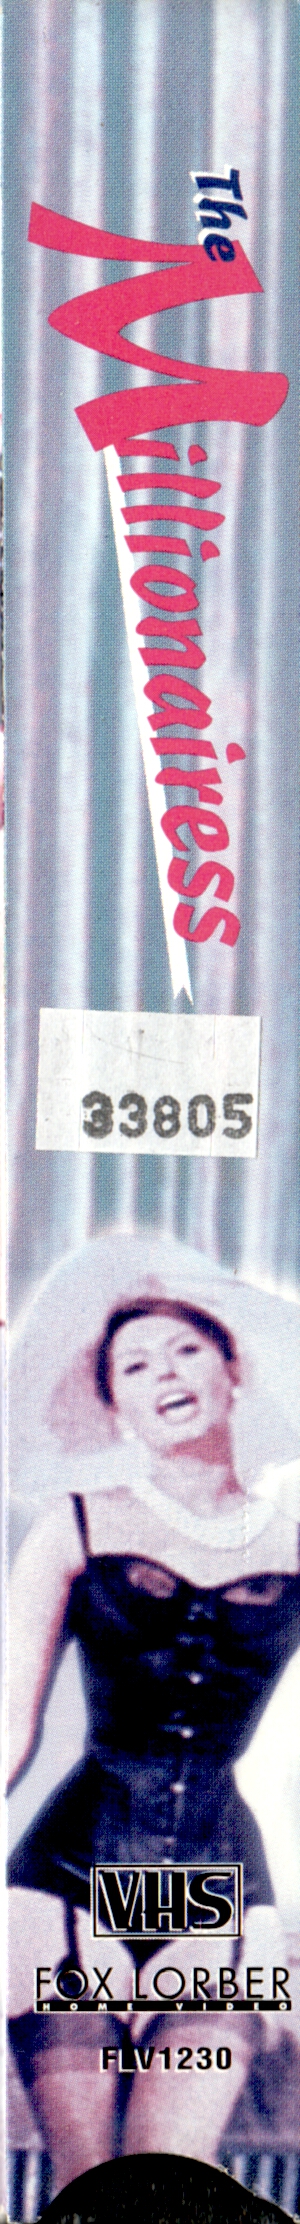 The
Millionairess
33805
VHS
FOX LORBER
HOME VIDEO
FLV1230